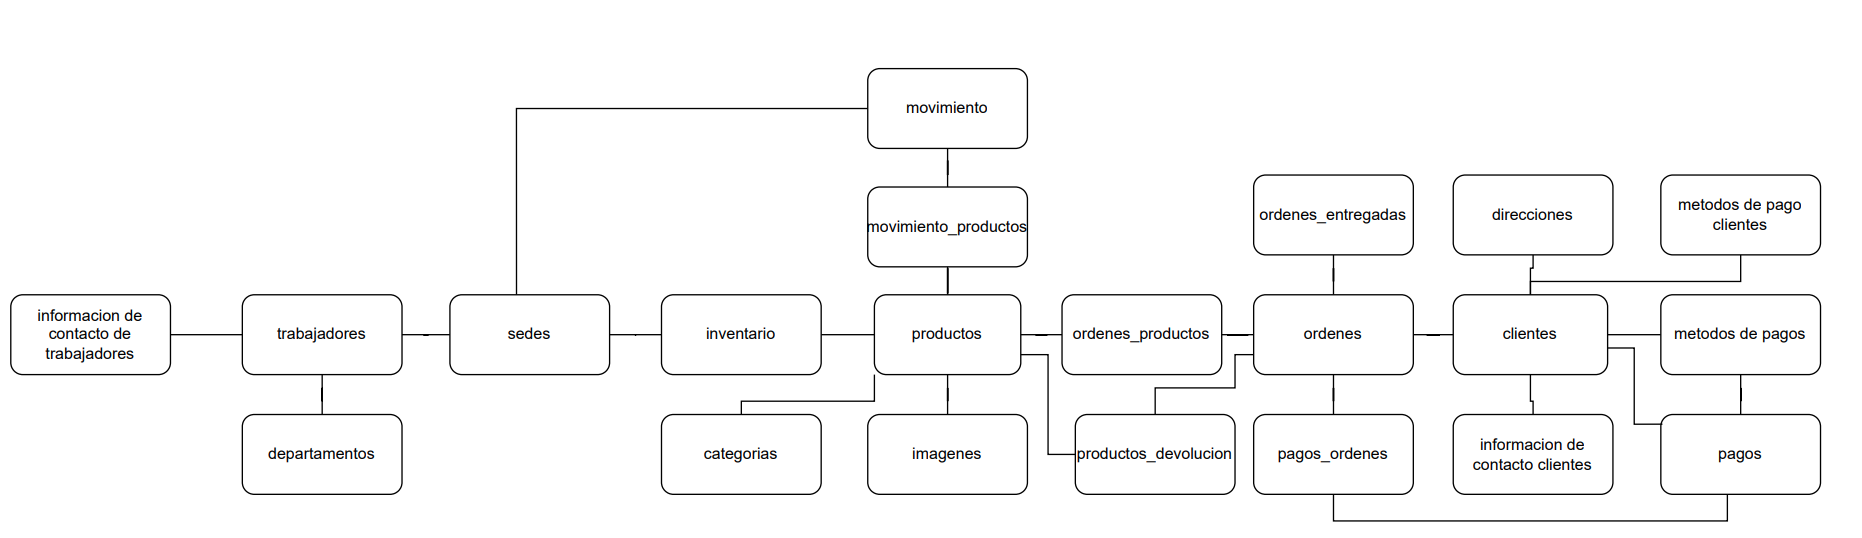 movimiento
movimiento_productos
ordenes_entregadas
direcciones
metodos de pago
clientes
informacion de
contacto de
trabajadores
trabajadores
sedes
inventario
productos
ordenes_productos
ordenes
clientes
metodos de pagos
departamentos
categorias
imagenes
productos_devolucion
pagos_ordenes
informacion de
contacto clientes
pagos